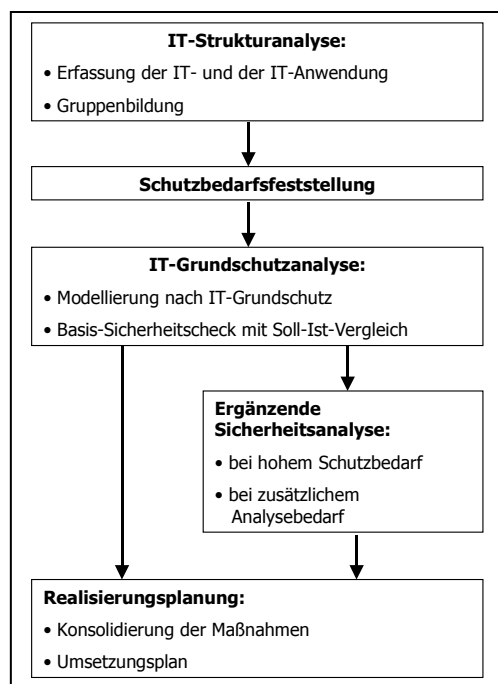 IT-Strukturanalyse:
• Erfassung der IT- und der IT-Anwendung
• Gruppenbildung
Schutzbedarfsfeststellung
IT-Grundschutzanalyse:
• Modellierung nach IT-Grundschutz
• Basis-Sicherheitscheck mit Soll-Ist-Vergleich
Ergänzende
Sicherheitsanalyse:
• bei hohem Schutzbedarf
• bei zusätzlichem
Analysebedarf
Realisierungsplanung:
• Konsolidierung der Maßnahmen
• Umsetzungsplan